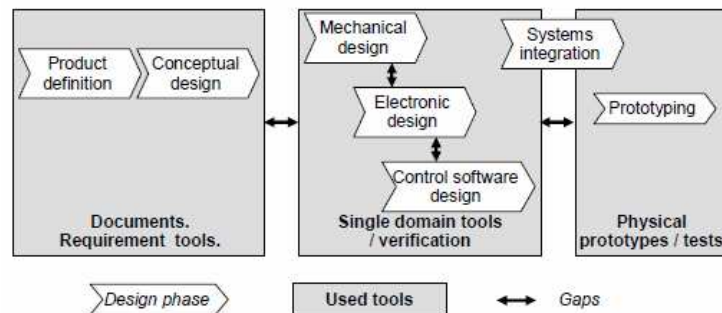 Product
definition
Conceptual
design
Documents.
Requirement tools.
Mechanical
design
Electronic
design
Control software
design
Single domain tools
/ verification
Systems
integration
Prototyping
Physical
prototypes / tests
Design phase
Used tools
Gaps